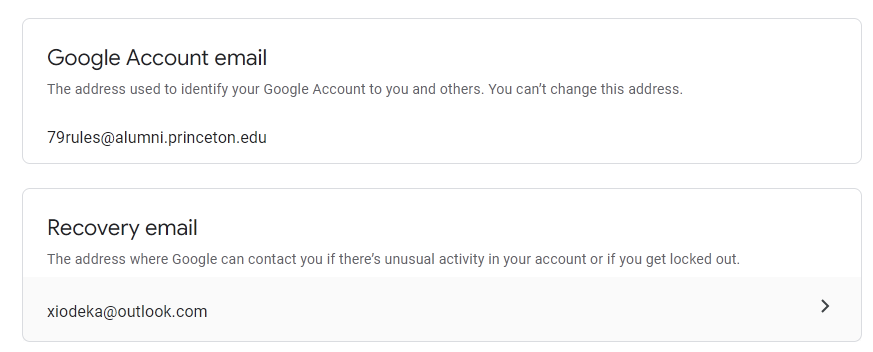 Google Account email
The address used to identify your Google Account to you and others. You can’t change this address.
79rules@alumni.princeton.edu
Recovery email
The address where Google can contact you if there’s unusual activity in your account or if you get locked out.
xiodeka@outlook.com